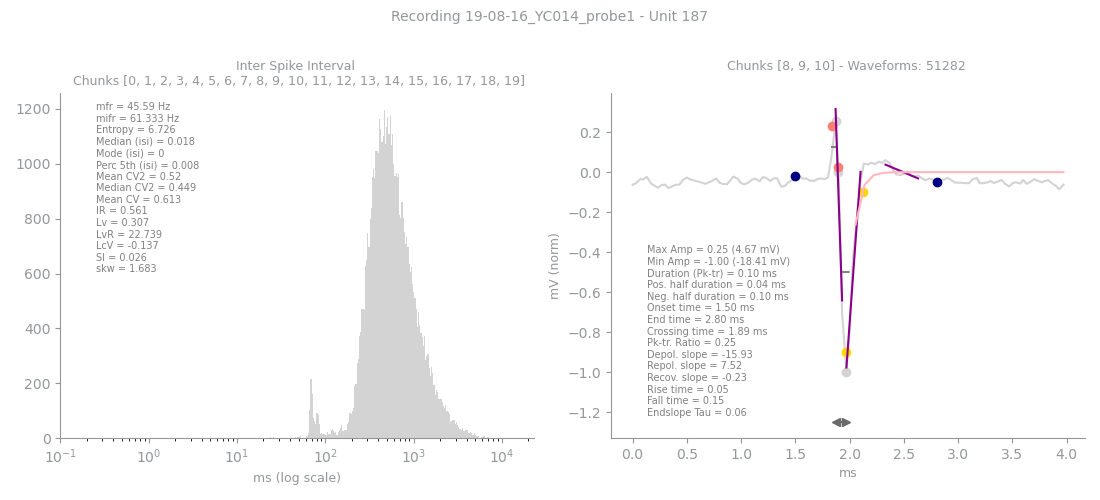 Recording 19-08-16_YC014_probe1 - Unit 187
Inter Spike Interval
Chunks [0, 1, 2, 3, 4, 5, 6, 7, 8, 9, 10, 11, 12, 13, 14, 15, 16, 17, 18, 19]
mfr = 45.59 Hz
mifr = 61.333 Hz
Entropy = 6.726
Median (isi) = 0.018
Mode (isi) = 0
Perc 5th (isi) = 0.008
Mean CV2 = 0.52
Median CV2 = 0.449
Mean CV = 0.613
IR = 0.561
Lv = 0.307
LvR = 22.739
LcV = -0.137
SI = 0.026
skw = 1.683
1200
1000
800
600
400
200
0
10⁻¹ 10⁰ 10¹ 10² 10³ 10⁴
ms (log scale)
Chunks [8, 9, 10] - Waveforms: 51282
mV (norm)
0.2
0.0
−0.2
−0.4
−0.6
−0.8
−1.0
−1.2
Max Amp = 0.25 (4.67 mV)
Min Amp = -1.00 (-18.41 mV)
Duration (Pk-tr) = 0.10 ms
Pos. half duration = 0.04 ms
Neg. half duration = 0.10 ms
Onset time = 1.50 ms
End time = 2.80 ms
Crossing time = 1.89 ms
Pk-tr. Ratio = 0.25
Depol. slope = -15.93
Repol. slope = 7.52
Recov. slope = -0.23
Rise time = 0.05
Fall time = 0.15
Endslope Tau = 0.06
0.0 0.5 1.0 1.5 2.0 2.5 3.0 3.5 4.0
ms